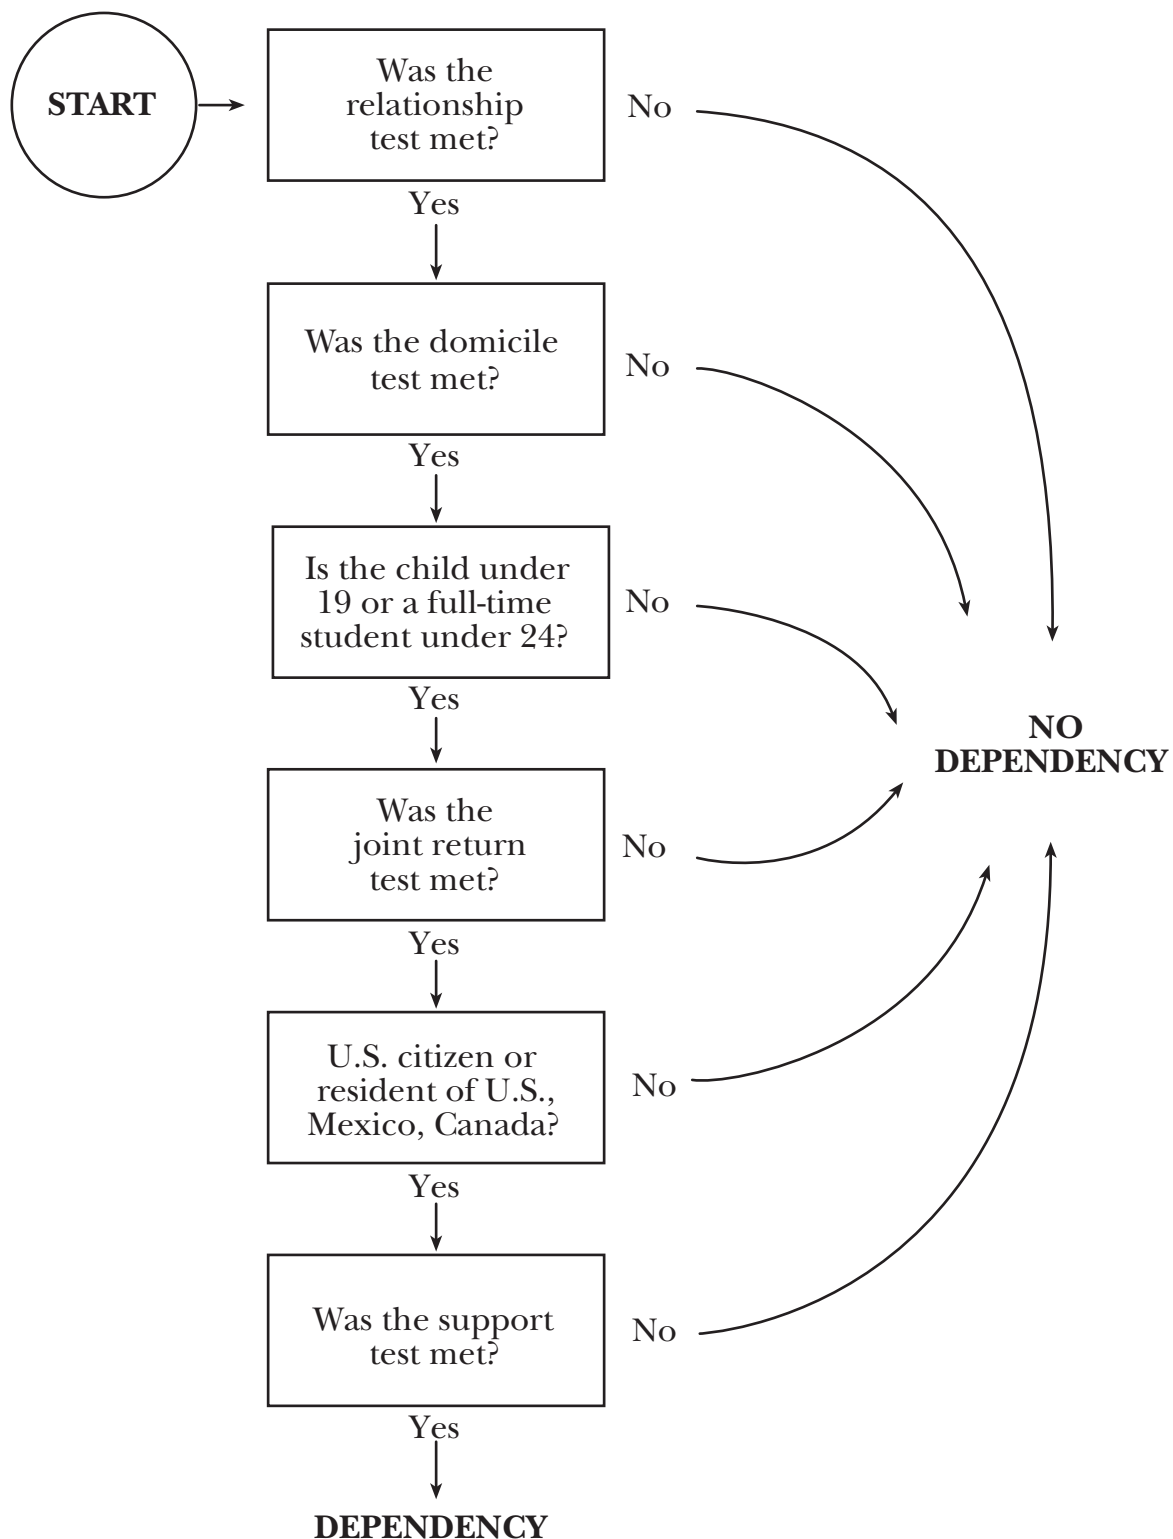 START
Was the
relationship
test met?
No
Yes
Was the domicile
test met?
No
Yes
Is the child under
19 or a full-time
student under 24?
No
Yes
NO
DEPENDENCY
Was the
joint return
test met?
No
Yes
U.S. citizen or
resident of U.S.,
Mexico, Canada?
No
Yes
Was the support
test met?
No
Yes
DEPENDENCY